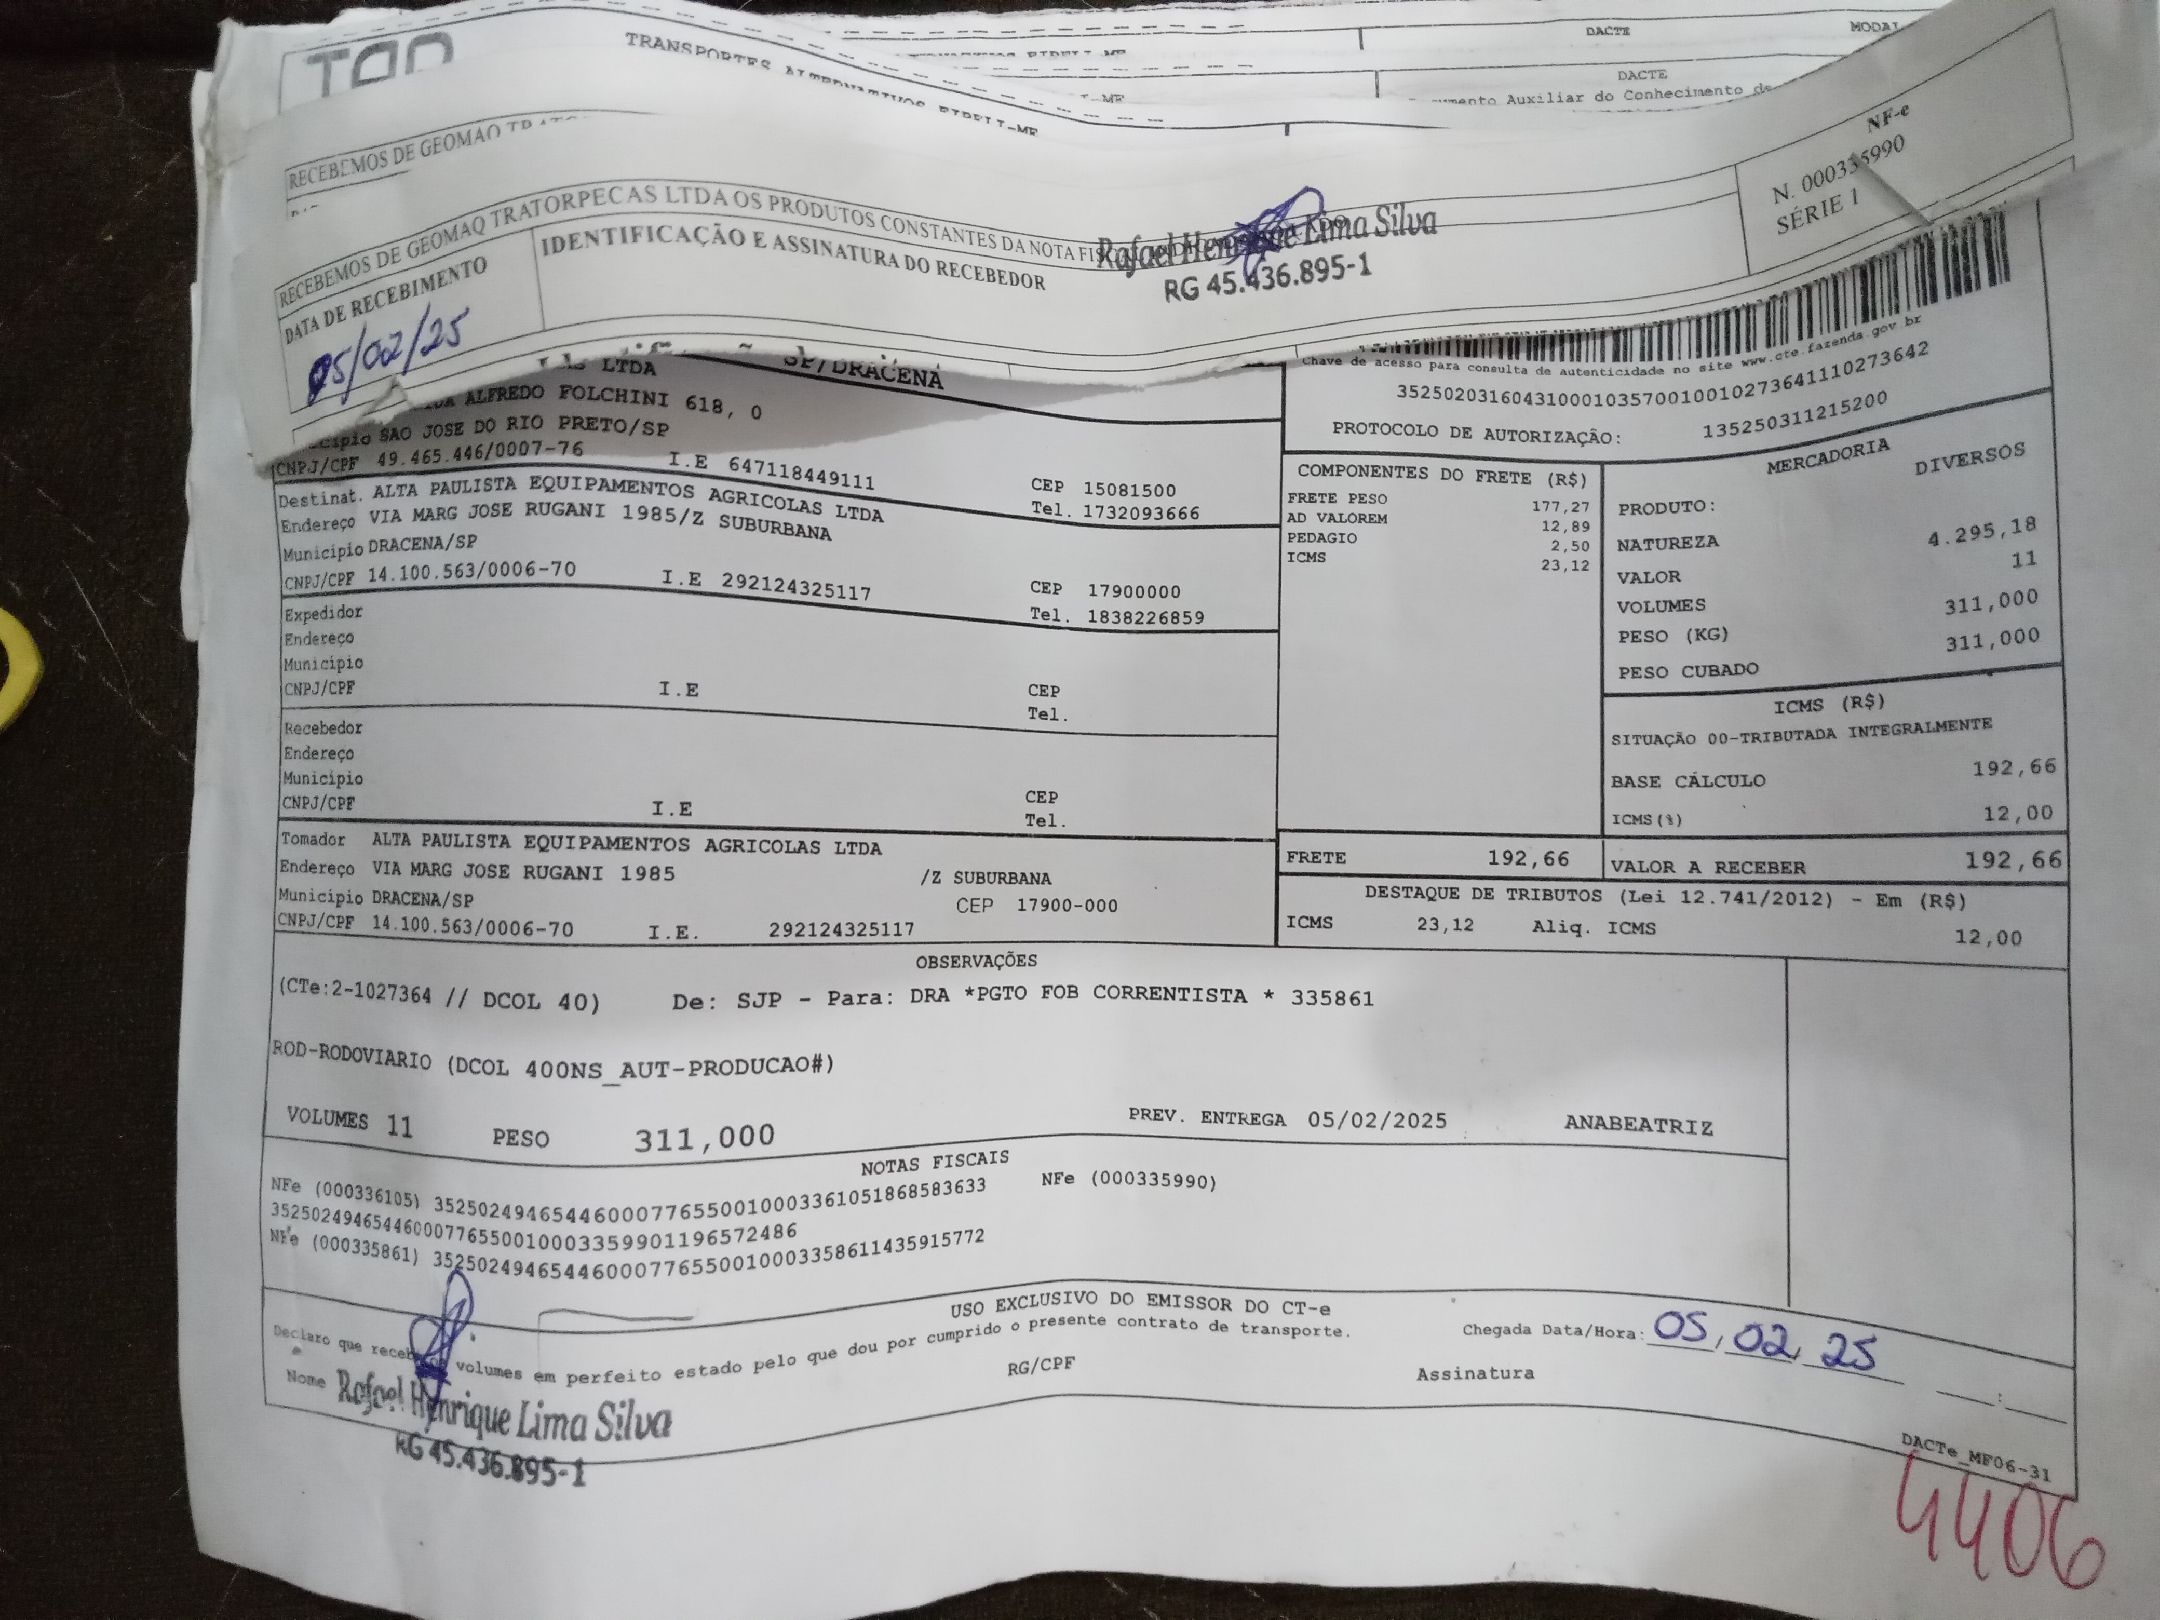 TRANSPORTES ALTERNATIVOS EIRELI-ME
DACTE
MODAL
DACTE
Auxiliar do Conhecimento de
RECEBEMOS DE GEOMAQ
NF-e
N. 000335990
SÉRIE 1
RECEBEMOS DE GEOMAQ TRATORPECAS LTDA OS PRODUTOS CONSTANTES DA NOTA
DATA DE RECEBIMENTO
IDENTIFICAÇÃO E ASSINATURA DO RECEBEDOR
Rafael Henrique Lima Silva
RG 45.436.895-1
05/02/25
LTDA
SP/DRACENA
ALFREDO FOLCHINI 618, 0
SAO JOSE DO RIO PRETO/SP
CNPJ/CPF 49.465.446/0007-76 I.E 647118449111
CEP 15081500
Tel. 1732093666
Chave de acesso para consulta de autenticidade no site www.cte.fazenda.gov.br
35250203160431000103570010010273641110273642
PROTOCOLO DE AUTORIZAÇÃO: 135250311215200
Destinat. ALTA PAULISTA EQUIPAMENTOS AGRICOLAS LTDA
Endereço VIA MARG JOSE RUGANI 1985/Z SUBURBANA
Município DRACENA/SP
CNPJ/CPF 14.100.563/0006-70 I.E 292124325117
CEP 17900000
Tel. 1838226859
COMPONENTES DO FRETE (R$)
FRETE PESO 177,27
AD VALOREM 12,89
PEDAGIO 2,50
ICMS 23,12
MERCADORIA
PRODUTO: DIVERSOS
NATUREZA
VALOR 4.295,18
VOLUMES 11
PESO (KG) 311,000
PESO CUBADO 311,000
Expedidor
Endereço
Município
CNPJ/CPF I.E CEP
Tel.
ICMS (R$)
SITUAÇÃO 00-TRIBUTADA INTEGRALMENTE
BASE CÁLCULO 192,66
ICMS(%) 12,00
Recebedor
Endereço
Município
CNPJ/CPF I.E CEP
Tel.
Tomador ALTA PAULISTA EQUIPAMENTOS AGRICOLAS LTDA
Endereço VIA MARG JOSE RUGANI 1985 /Z SUBURBANA
Município DRACENA/SP CEP 17900-000
CNPJ/CPF 14.100.563/0006-70 I.E. 292124325117
FRETE 192,66 VALOR A RECEBER 192,66
DESTAQUE DE TRIBUTOS (Lei 12.741/2012) - Em (R$)
ICMS 23,12 Aliq. ICMS 12,00
OBSERVAÇÕES
(CTe:2-1027364 // DCOL 40) De: SJP - Para: DRA *PGTO FOB CORRENTISTA * 335861
ROD-RODOVIARIO (DCOL 400NS_AUT-PRODUCAO#)
VOLUMES 11 PESO 311,000 PREV. ENTREGA 05/02/2025 ANABEATRIZ
NOTAS FISCAIS
NFe (000336105) 35250249465446000776550010003361051868583633 NFe (000335990)
35250249465446000776550010003359901196572486
NFe (000335861) 35250249465446000776550010003358611435915772
USO EXCLUSIVO DO EMISSOR DO CT-e
Declaro que recebi volumes em perfeito estado pelo que dou por cumprido o presente contrato de transporte.
Chegada Data/Hora: 05, 02, 25
Nome Rafael Henrique Lima Silva RG/CPF Assinatura
RG 45.436.895-1
DACTe_MF06-31
4406